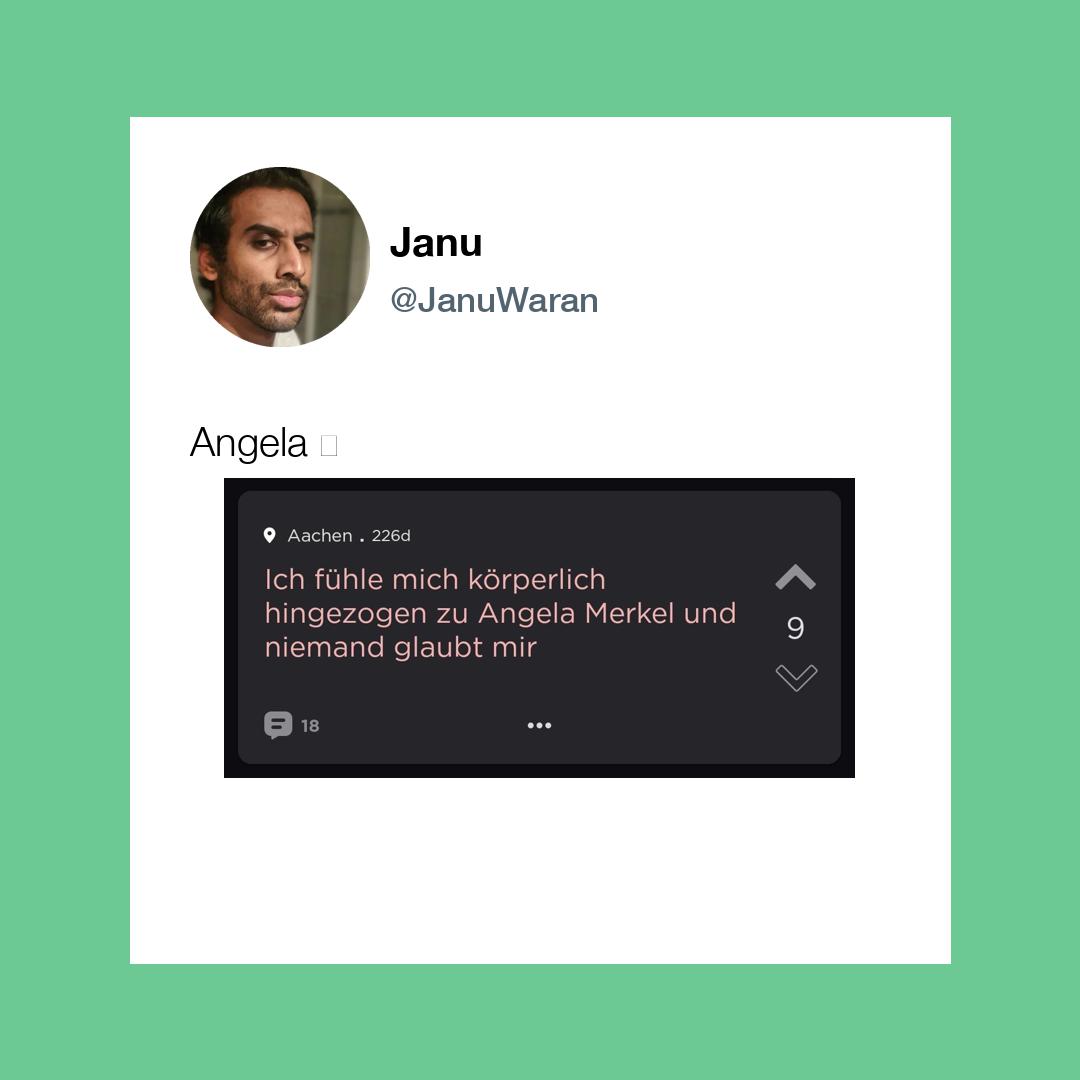 Janu
@JanuWaran
Angela
Aachen . 226d
Ich fühle mich körperlich
hingezogen zu Angela Merkel und
niemand glaubt mir
9
18